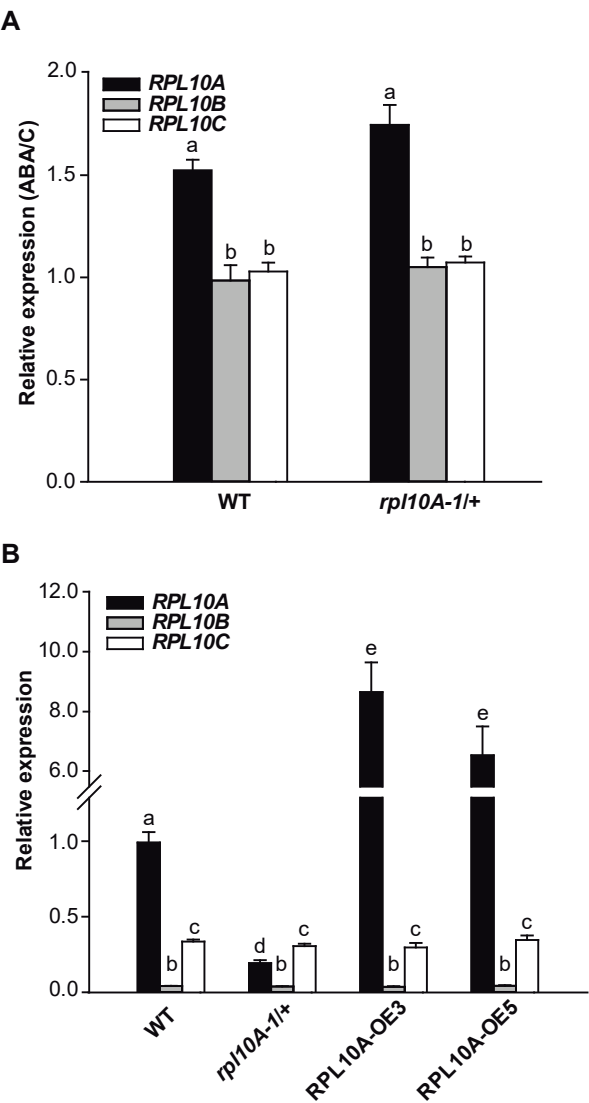 A
Relative expression (ABA/C)
2.0
1.5
1.0
0.5
0.0
RPL10A
RPL10B
RPL10C
a
b
b
a
b
b
WT
rpl10A-1/+
B
Relative expression
12.0
10.0
8.0
6.0
1.0
0.5
0.0
RPL10A
RPL10B
RPL10C
a
b
c
d
b
c
e
b
c
e
b
c
WT
rpl10A-1/+
RPL10A-OE3
RPL10A-OE5